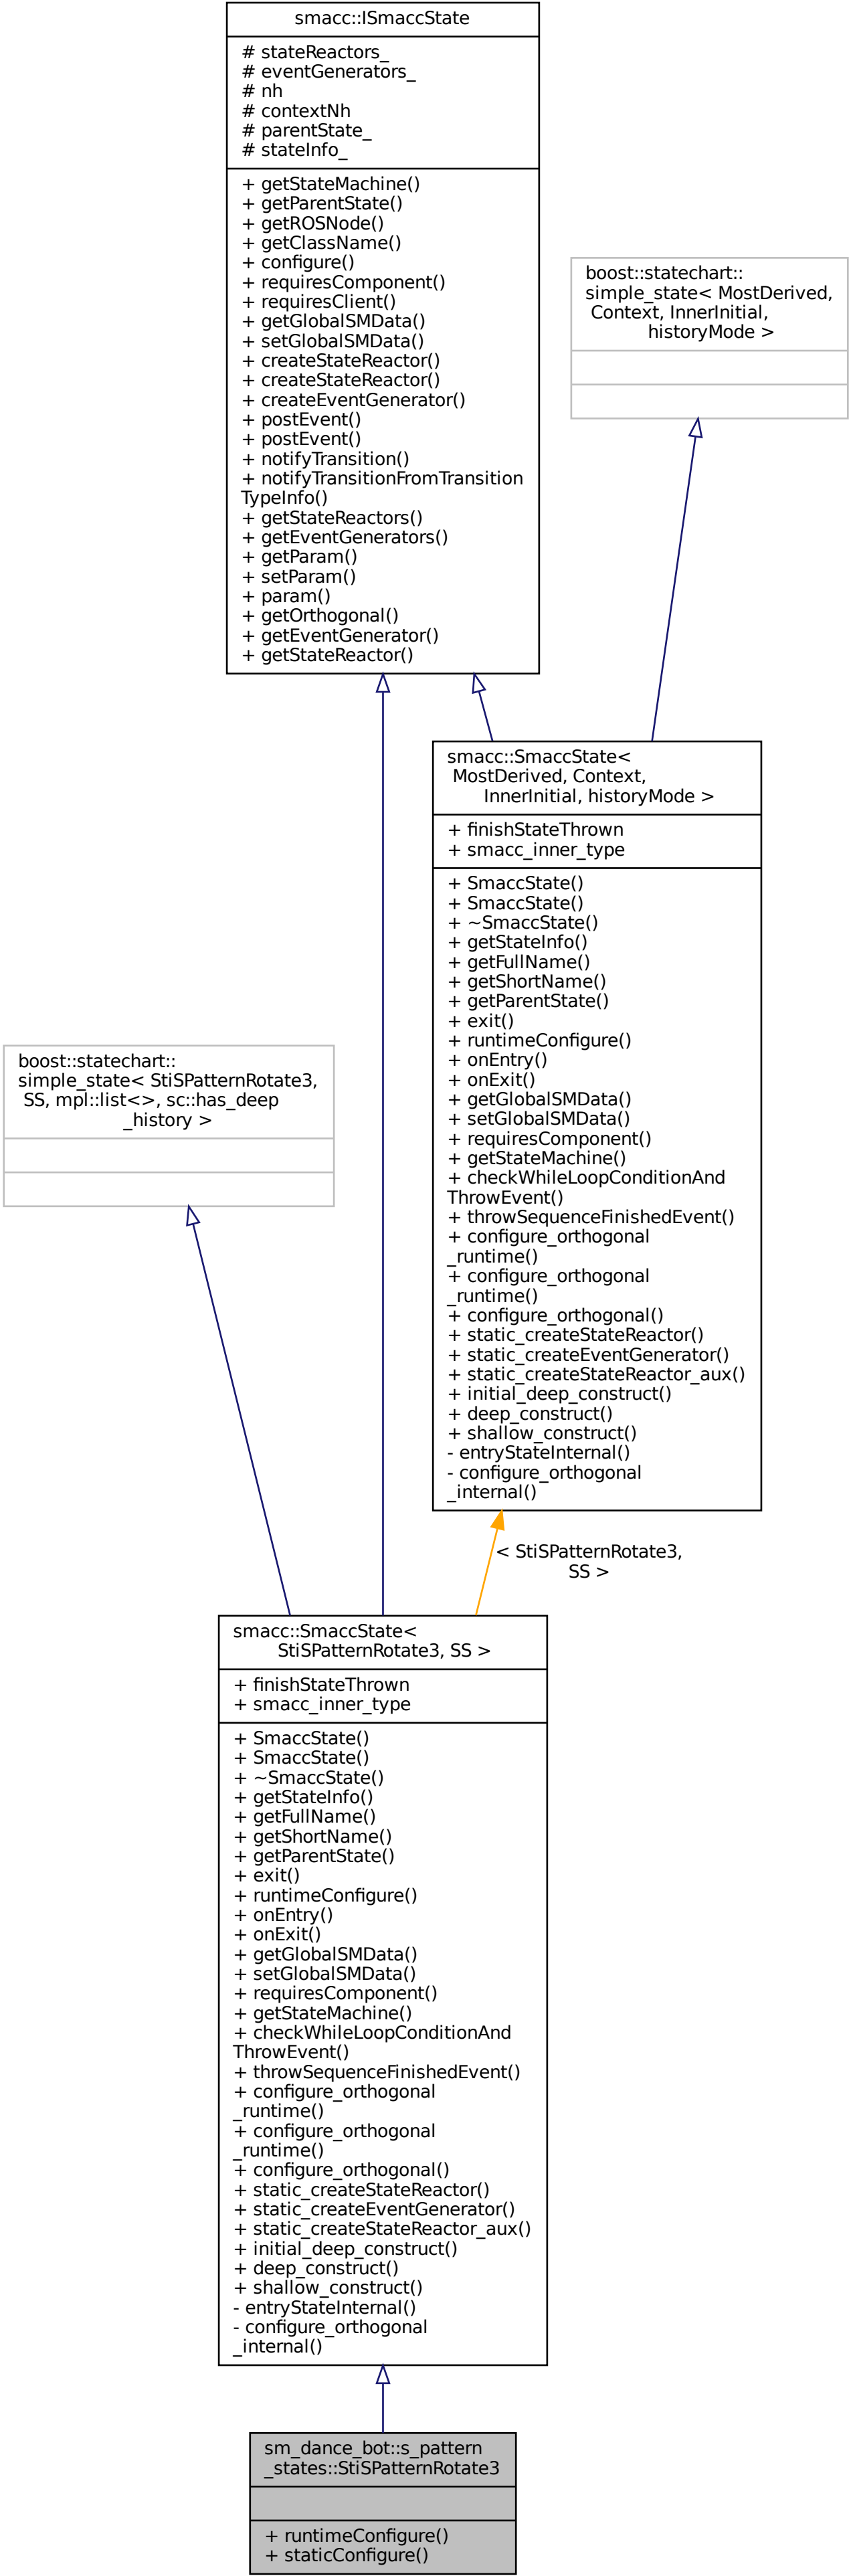 smacc::ISmaccState
# stateReactors_
# eventGenerators_
# nh
# contextNh
# parentState_
# stateInfo_
+ getStateMachine()
+ getParentState()
+ getROSNode()
+ getClassName()
+ configure()
+ requiresComponent()
+ requiresClient()
+ getGlobalSMData()
+ setGlobalSMData()
+ createStateReactor()
+ createStateReactor()
+ createEventGenerator()
+ postEvent()
+ postEvent()
+ notifyTransition()
+ notifyTransitionFromTransition
TypeInfo()
+ getStateReactors()
+ getEventGenerators()
+ getParam()
+ setParam()
+ param()
+ getOrthogonal()
+ getEventGenerator()
+ getStateReactor()
boost::statechart::
simple_state< MostDerived,
Context, InnerInitial,
historyMode >
smacc::SmaccState<
MostDerived, Context,
InnerInitial, historyMode >
+ finishStateThrown
+ smacc_inner_type
+ SmaccState()
+ SmaccState()
+ ~SmaccState()
+ getStateInfo()
+ getFullName()
+ getShortName()
+ getParentState()
+ exit()
+ runtimeConfigure()
+ onEntry()
+ onExit()
+ getGlobalSMData()
+ setGlobalSMData()
+ requiresComponent()
+ getStateMachine()
+ checkWhileLoopConditionAnd
ThrowEvent()
+ throwSequenceFinishedEvent()
+ configure_orthogonal
_runtime()
+ configure_orthogonal
_runtime()
+ configure_orthogonal()
+ static_createStateReactor()
+ static_createEventGenerator()
+ static_createStateReactor_aux()
+ initial_deep_construct()
+ deep_construct()
+ shallow_construct()
- entryStateInternal()
- configure_orthogonal
_internal()
boost::statechart::
simple_state< StiSPatternRotate3,
SS, mpl::list<>, sc::has_deep
_history >
< StiSPatternRotate3,
SS >
smacc::SmaccState<
StiSPatternRotate3, SS >
+ finishStateThrown
+ smacc_inner_type
+ SmaccState()
+ SmaccState()
+ ~SmaccState()
+ getStateInfo()
+ getFullName()
+ getShortName()
+ getParentState()
+ exit()
+ runtimeConfigure()
+ onEntry()
+ onExit()
+ getGlobalSMData()
+ setGlobalSMData()
+ requiresComponent()
+ getStateMachine()
+ checkWhileLoopConditionAnd
ThrowEvent()
+ throwSequenceFinishedEvent()
+ configure_orthogonal
_runtime()
+ configure_orthogonal
_runtime()
+ configure_orthogonal()
+ static_createStateReactor()
+ static_createEventGenerator()
+ static_createStateReactor_aux()
+ initial_deep_construct()
+ deep_construct()
+ shallow_construct()
- entryStateInternal()
- configure_orthogonal
_internal()
sm_dance_bot::s_pattern
_states::StiSPatternRotate3
+ runtimeConfigure()
+ staticConfigure()